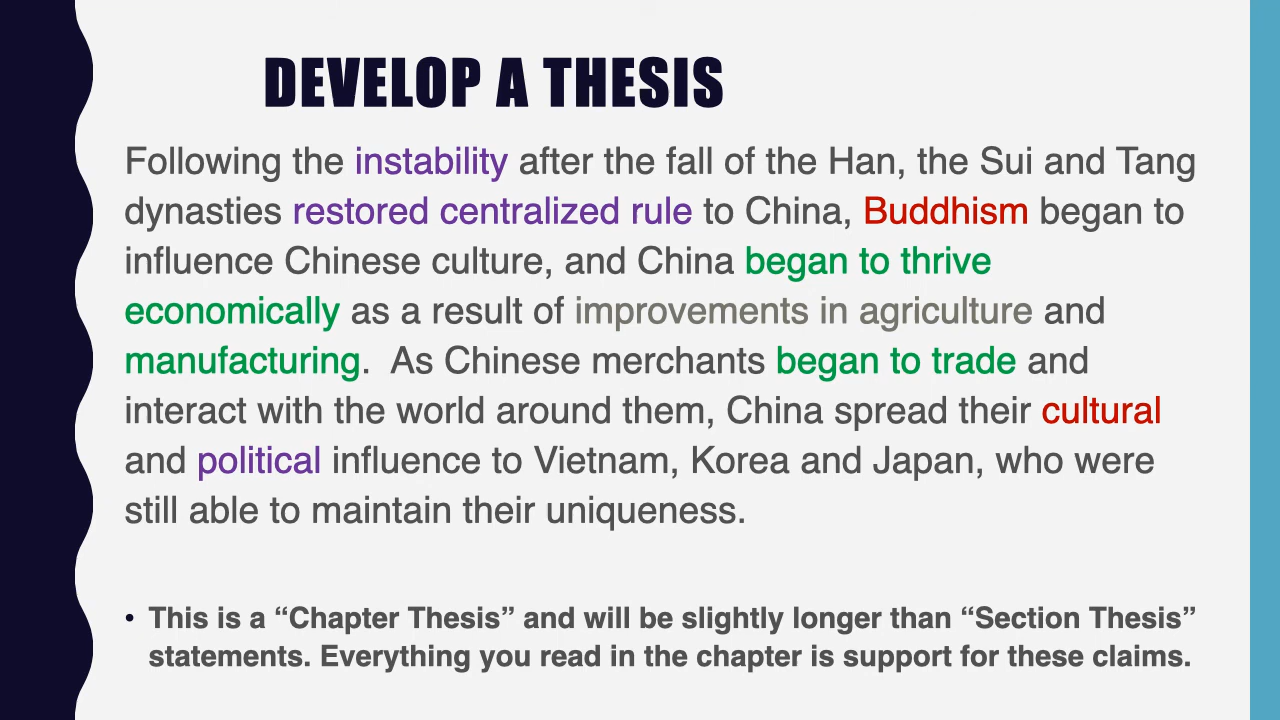 DEVELOP A THESIS
Following the instability after the fall of the Han, the Sui and Tang
dynasties restored centralized rule to China, Buddhism began to
influence Chinese culture, and China began to thrive
economically as a result of improvements in agriculture and
manufacturing.  As Chinese merchants began to trade and
interact with the world around them, China spread their cultural
and political influence to Vietnam, Korea and Japan, who were
still able to maintain their uniqueness.
• This is a “Chapter Thesis” and will be slightly longer than “Section Thesis”
statements. Everything you read in the chapter is support for these claims.